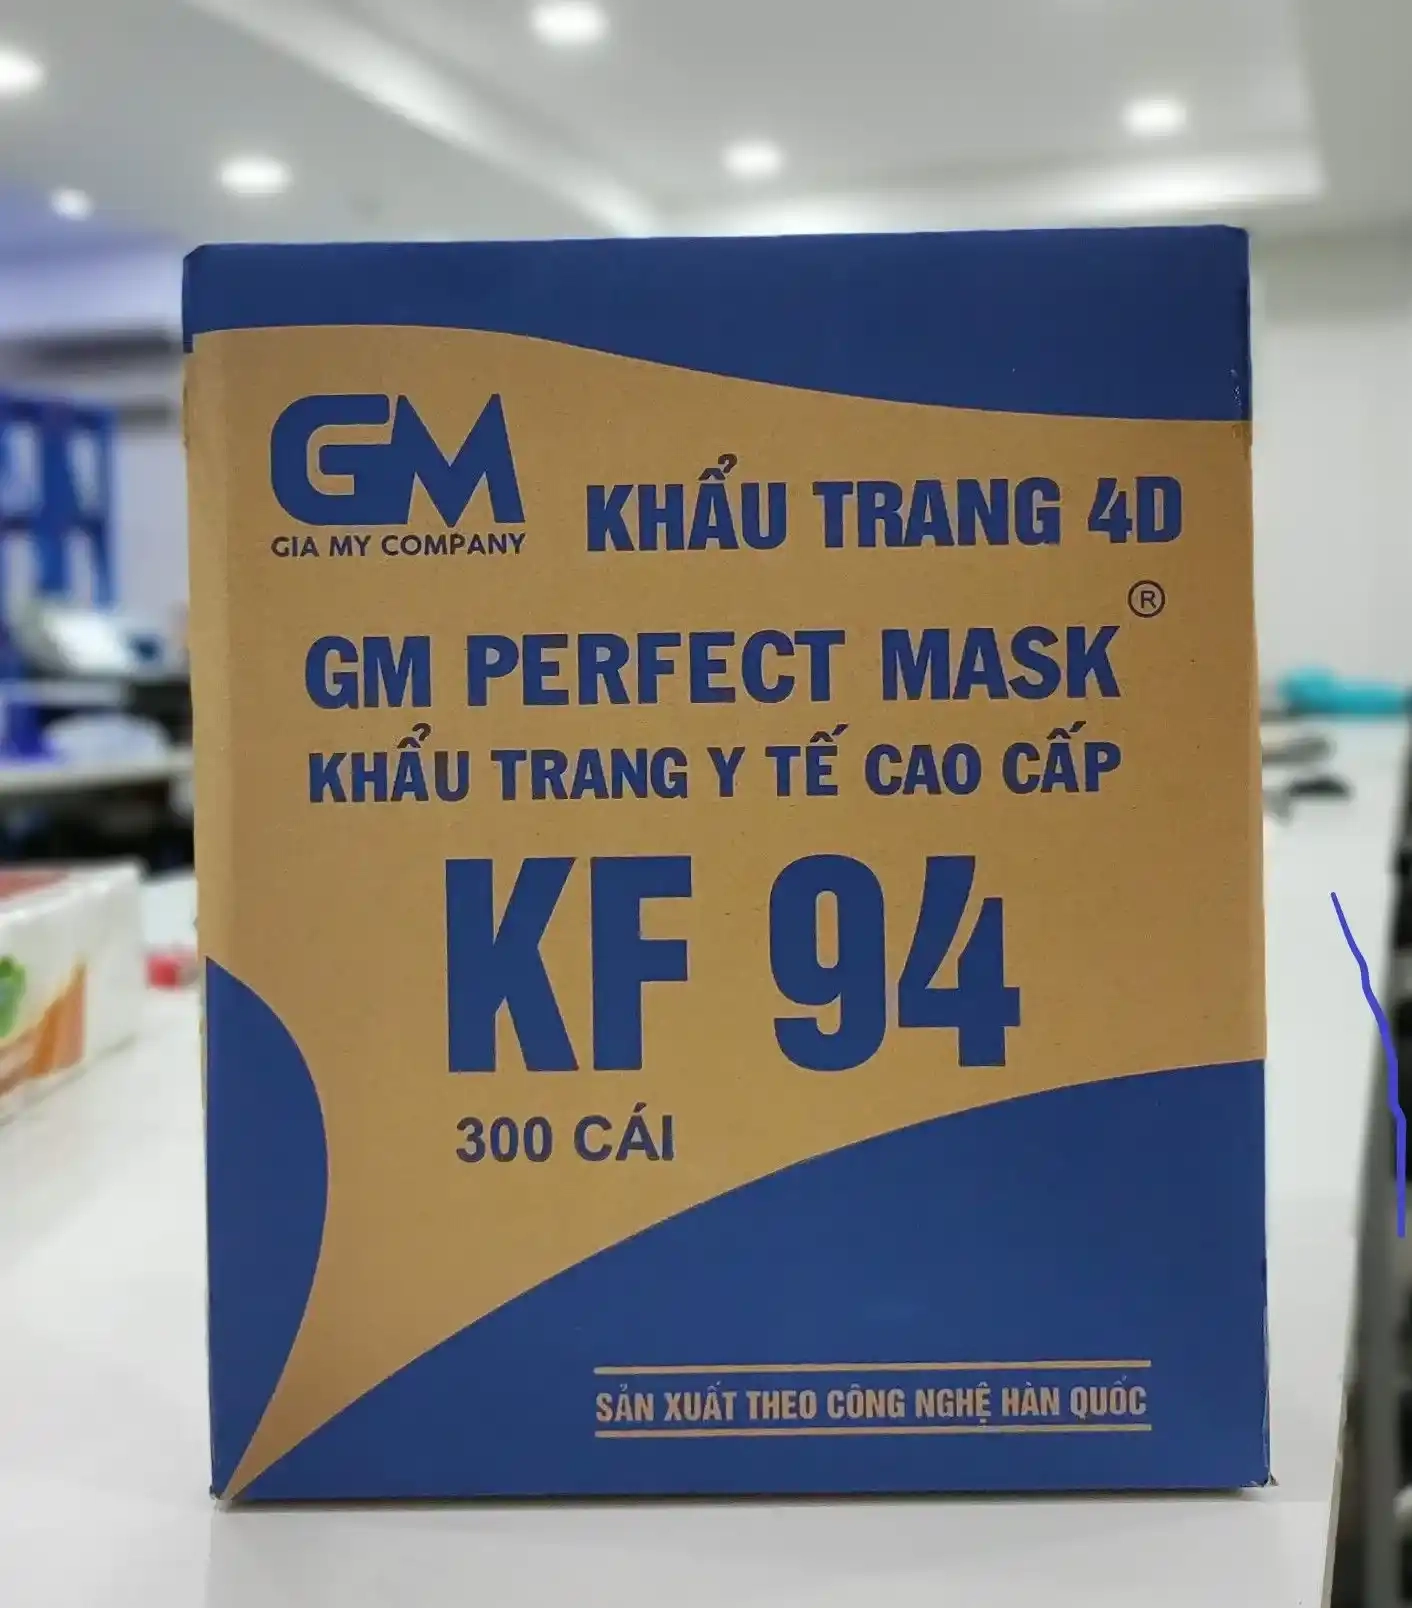 GM
GIA MY COMPANY
KHẨU TRANG 4D
GM PERFECT MASK ®
KHẨU TRANG Y TẾ CAO CẤP
KF 94
300 CÁI
SẢN XUẤT THEO CÔNG NGHỆ HÀN QUỐC